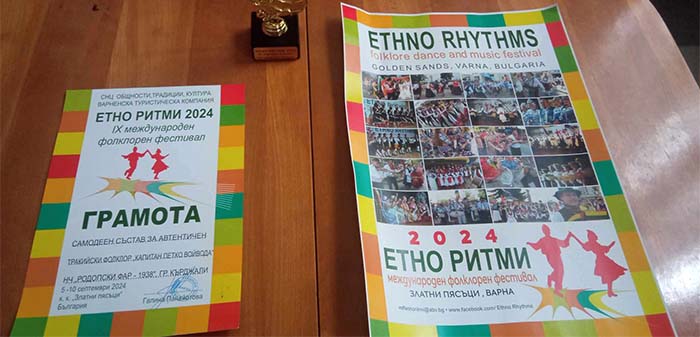 СНЦ ОБЩНОСТИ,ТРАДИЦИИ, КУЛТУРА
ВАРНЕНСКА ТУРИСТИЧЕСКА КОМПАНИЯ
ЕТНО РИТМИ 2024
IX международен
фолклорен фестивал
ГРАМОТА
САМОДЕЕН СЪСТАВ ЗА АВТЕНТИЧЕН
ТРАКИЙСКИ ФОЛКЛОР „КАПИТАН ПЕТКО ВОЙВОДА"
НЧ „РОДОПСКИ ФАР - 1938", ГР. КЪРДЖАЛИ
5 -10 септември 2024
к. к. „Златни пясъци"
България
Галина Панайотова
ETHNO RHYTHMS
folklore dance and music festival
GOLDEN SANDS, VARNA, BULGARIA
2024
ЕТНО РИТМИ
международен фолклорен фестивал
ЗЛАТНИ ПЯСЪЦИ , ВАРНА
www.facebook.com/ Ethno Rhythms